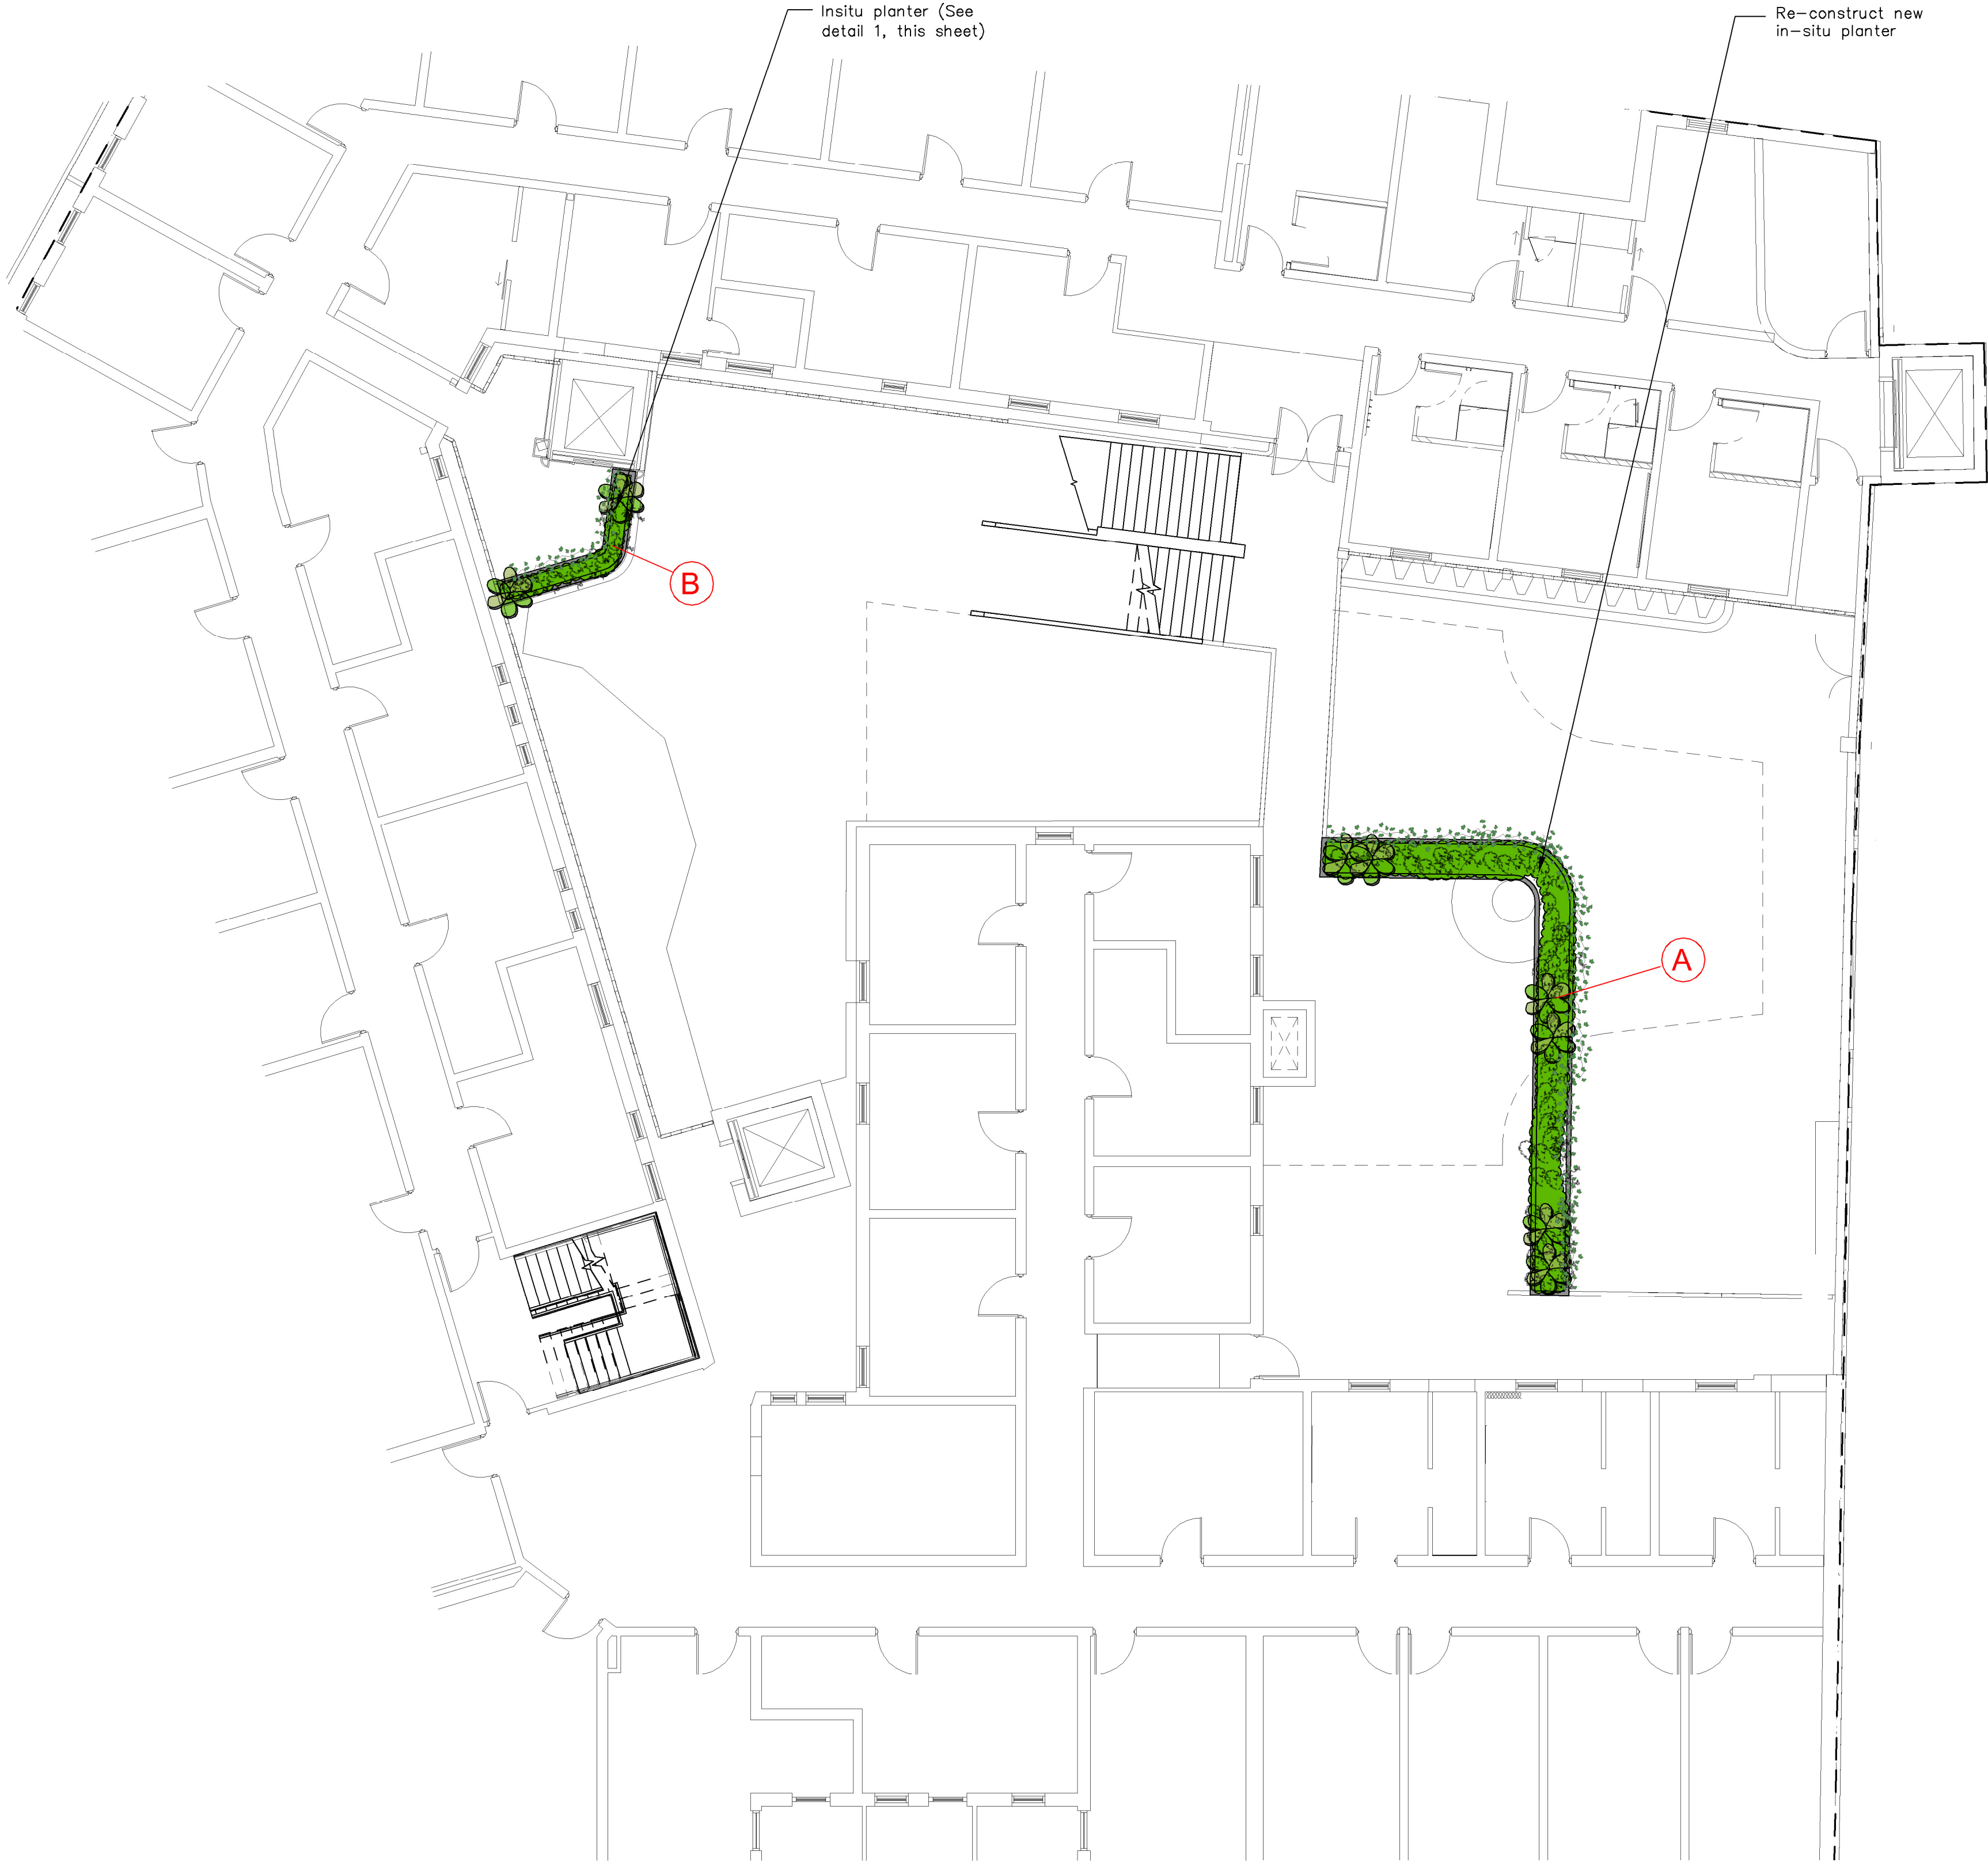 Insitu planter (See
detail 1, this sheet)
Re-construct new
in-situ planter
B
A